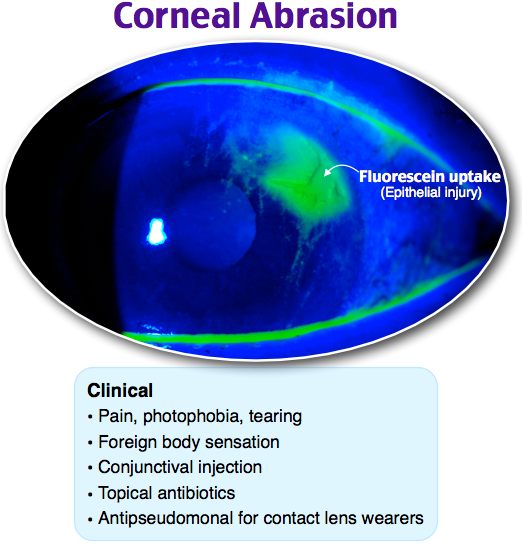 Corneal Abrasion
Fluorescein uptake
(Epithelial injury)
Clinical
• Pain, photophobia, tearing
• Foreign body sensation
• Conjunctival injection
• Topical antibiotics
• Antipseudomonal for contact lens wearers